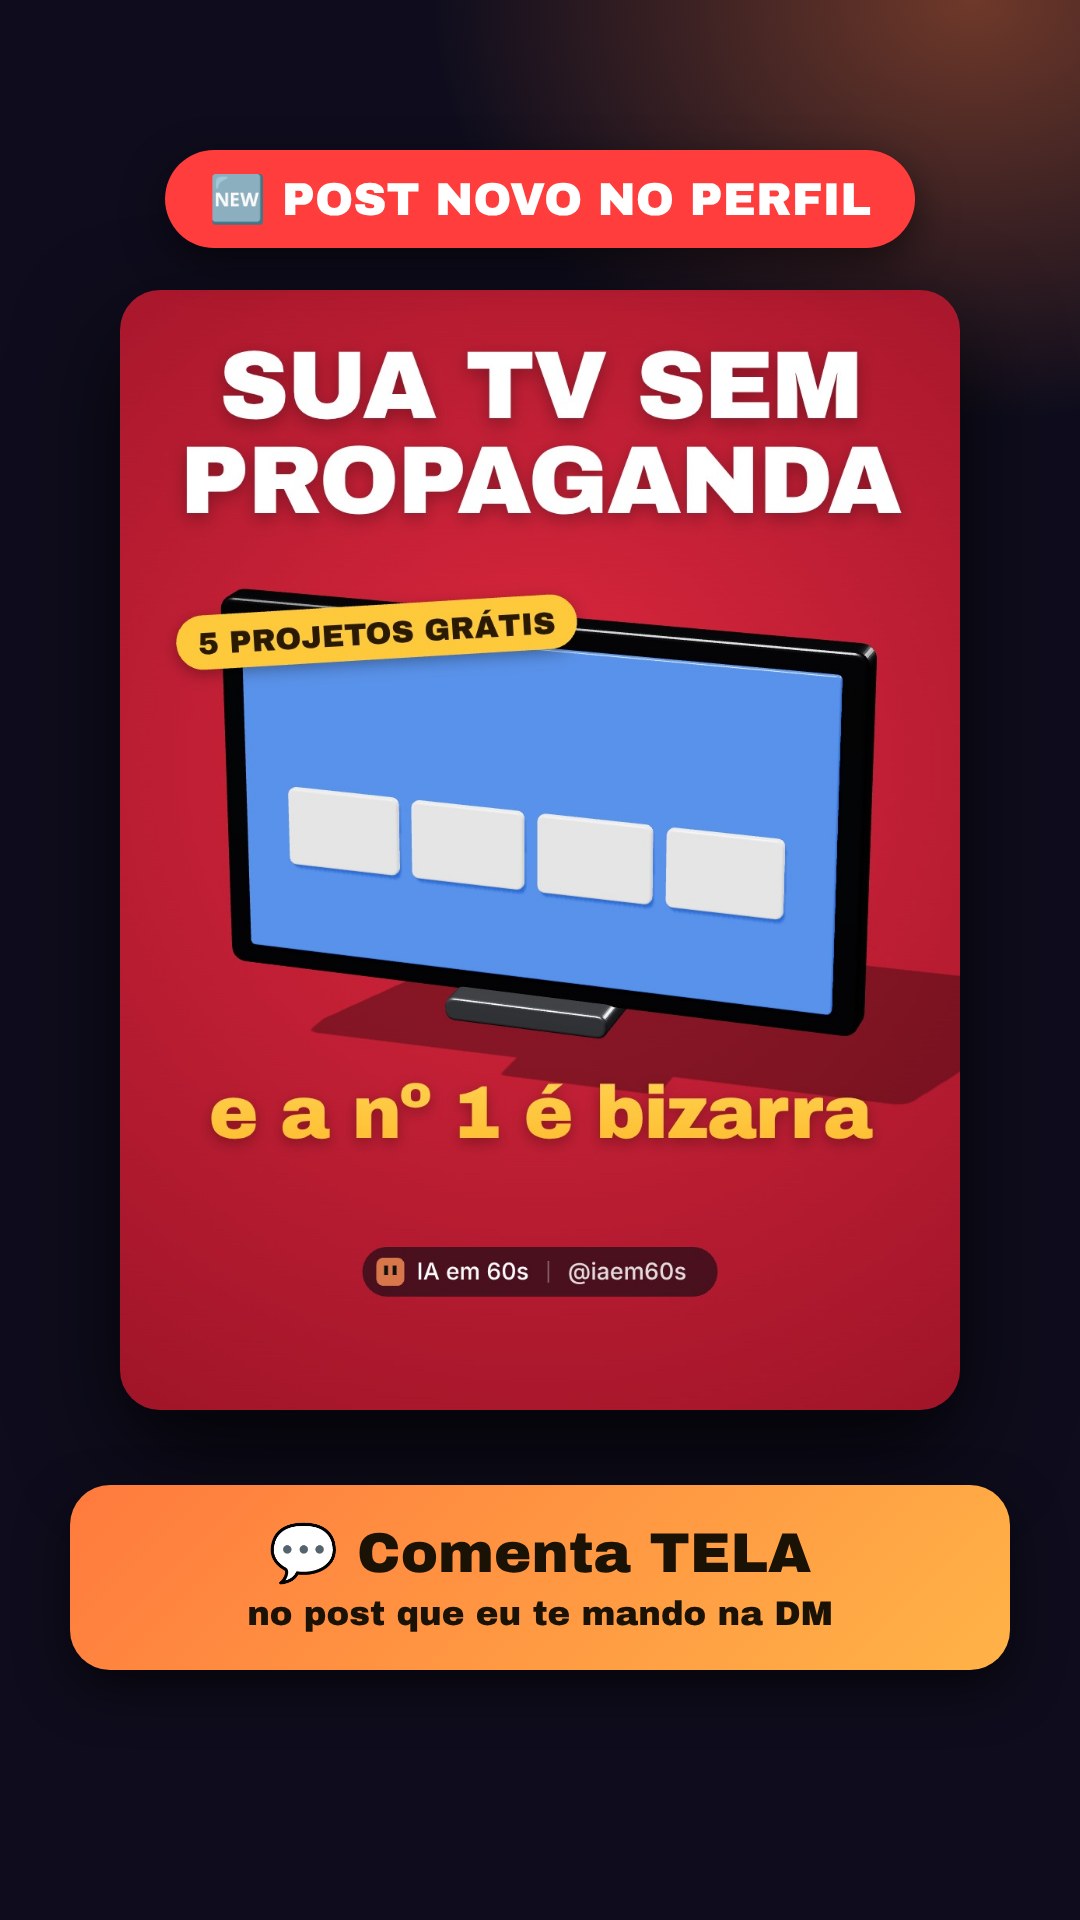 🆕 POST NOVO NO PERFIL
SUA TV SEM
PROPAGANDA
5 PROJETOS GRÁTIS
e a nº 1 é bizarra
IA em 60s | @iaem60s
💬 Comenta TELA
no post que eu te mando na DM